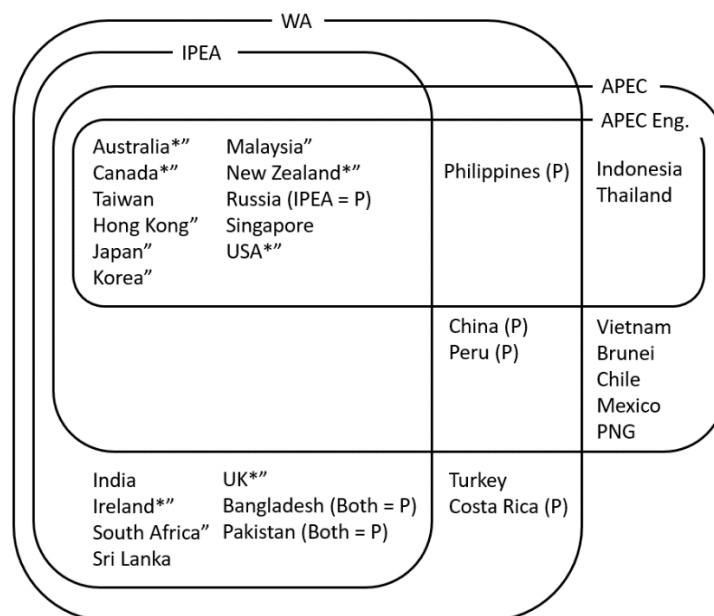 WA
IPEA
APEC
APEC Eng.
Australia*”
Canada*”
Taiwan
Hong Kong”
Japan”
Korea”
Malaysia”
New Zealand*”
Russia (IPEA = P)
Singapore
USA*”
Philippines (P)
Indonesia
Thailand
China (P)
Peru (P)
Vietnam
Brunei
Chile
Mexico
PNG
India
Ireland*”
South Africa”
Sri Lanka
UK*”
Bangladesh (Both = P)
Pakistan (Both = P)
Turkey
Costa Rica (P)